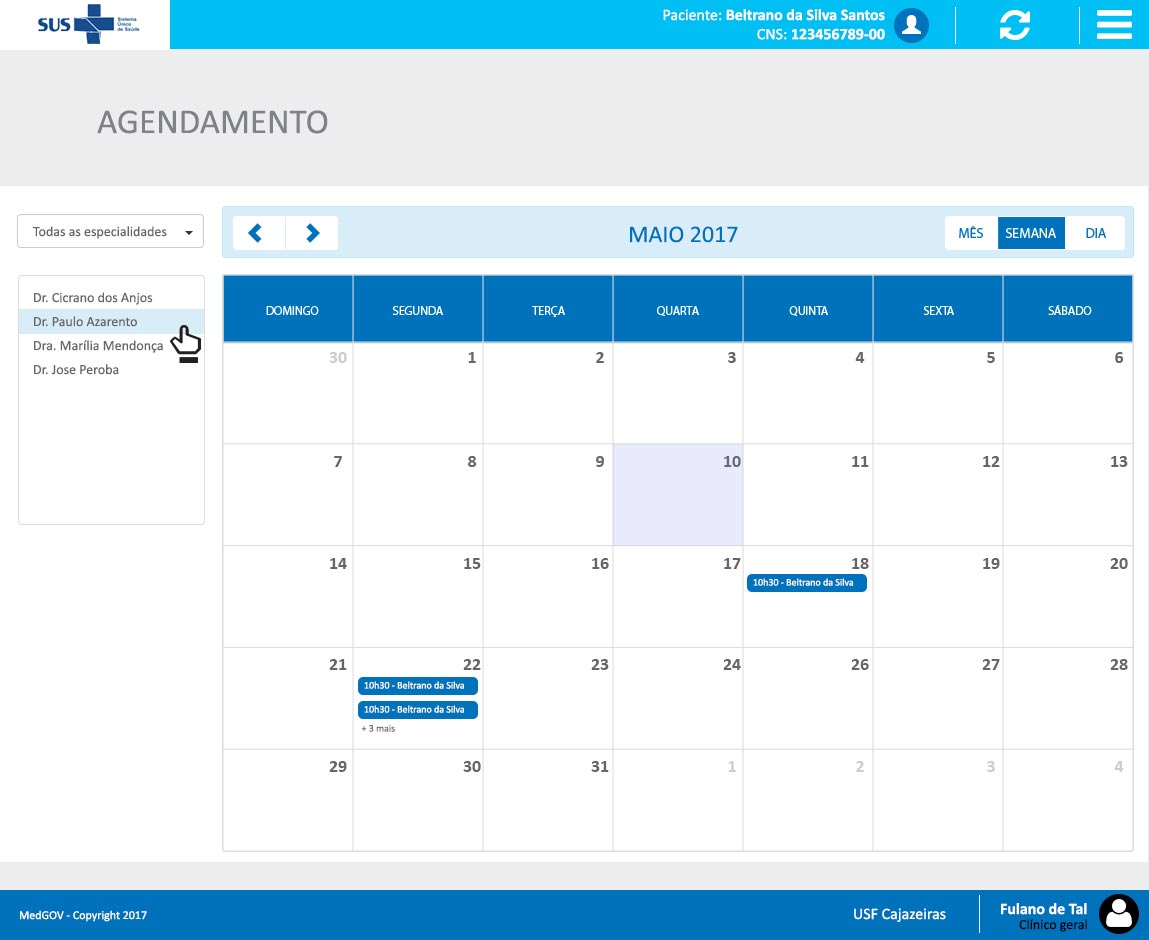 SUS
Sistema
Único
de Saúde
Paciente: Beltrano da Silva Santos
CNS: 123456789-00
AGENDAMENTO
Todas as especialidades
Dr. Cicrano dos Anjos
Dr. Paulo Azarento
Dra. Marília Mendonça
Dr. Jose Peroba
MAIO 2017
MÊS SEMANA DIA
DOMINGO SEGUNDA TERÇA QUARTA QUINTA SEXTA SÁBADO
30 1 2 3 4 5 6
7 8 9 10 11 12 13
14 15 16 17 18 19 20
10h30 - Beltrano da Silva
21 22 23 24 26 27 28
10h30 - Beltrano da Silva
10h30 - Beltrano da Silva
+ 3 mais
29 30 31 1 2 3 4
MedGOV - Copyright 2017
USF Cajazeiras
Fulano de Tal
Clínico geral